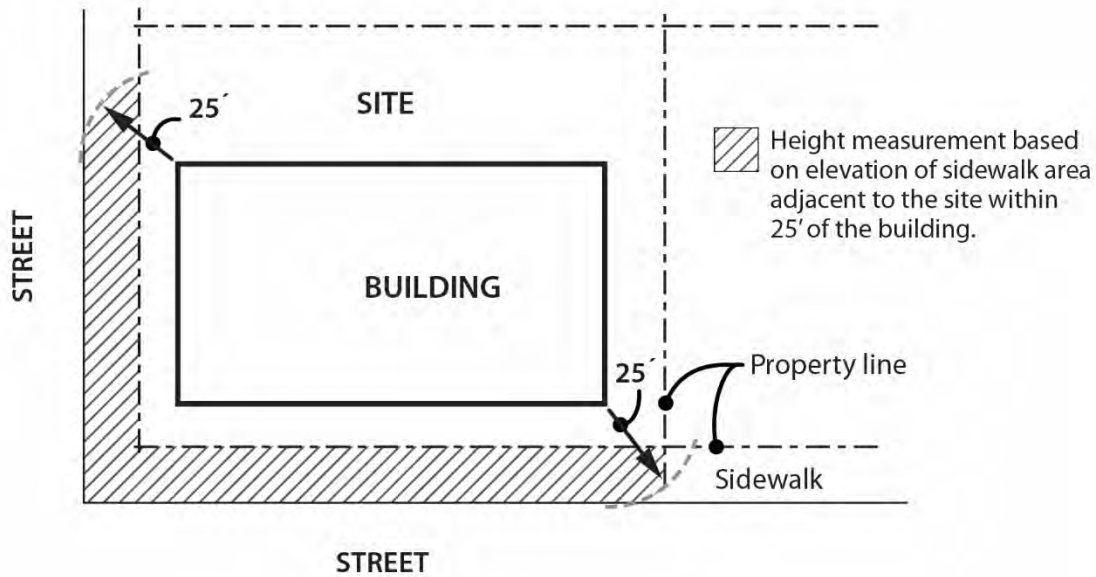 25´
SITE
Height measurement based
on elevation of sidewalk area
adjacent to the site within
25' of the building.
STREET
BUILDING
25´
Property line
Sidewalk
STREET